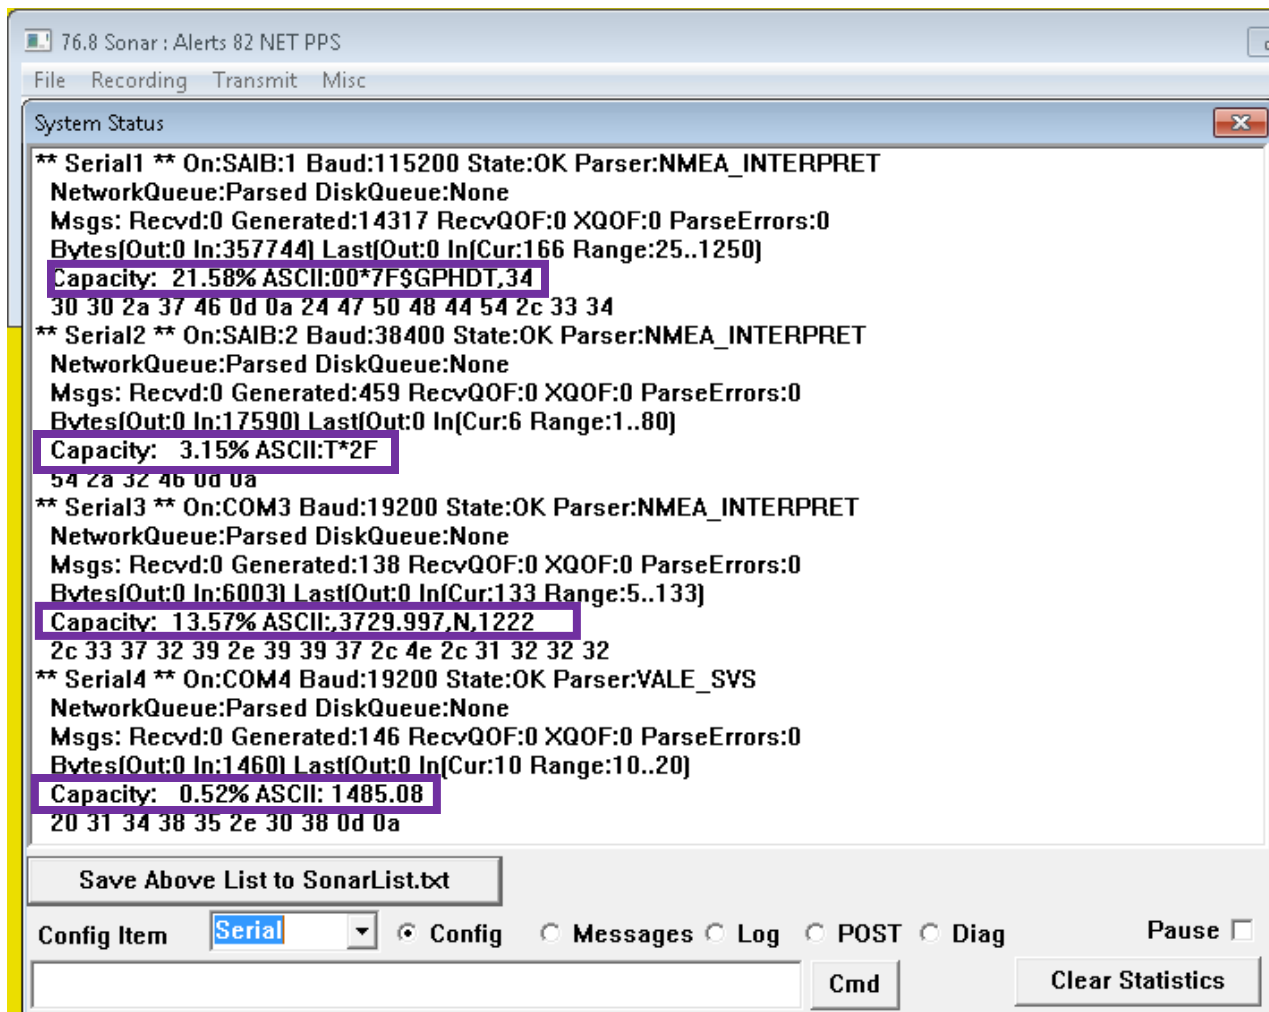 76.8 Sonar : Alerts 82 NET PPS
File Recording Transmit Misc
System Status
** Serial1 ** On:SAIB:1 Baud:115200 State:OK Parser:NMEA_INTERPRET
NetworkQueue:Parsed DiskQueue:None
Msgs: Recvd:0 Generated:14317 RecvQOF:0 XQOF:0 ParseErrors:0
Bytes(Out:0 In:357744) Last(Out:0 In(Cur:166 Range:25..1250)
Capacity: 21.58% ASCII:00*7F$GPHDT,34
30 30 2a 37 46 0d 0a 24 47 50 48 44 54 2c 33 34
** Serial2 ** On:SAIB:2 Baud:38400 State:OK Parser:NMEA_INTERPRET
NetworkQueue:Parsed DiskQueue:None
Msgs: Recvd:0 Generated:459 RecvQOF:0 XQOF:0 ParseErrors:0
Bytes(Out:0 In:17590) Last(Out:0 In(Cur:6 Range:1..80)
Capacity: 3.15% ASCII:T*2F
54 2a 32 46 0d 0a
** Serial3 ** On:COM3 Baud:19200 State:OK Parser:NMEA_INTERPRET
NetworkQueue:Parsed DiskQueue:None
Msgs: Recvd:0 Generated:138 RecvQOF:0 XQOF:0 ParseErrors:0
Bytes(Out:0 In:6003) Last(Out:0 In(Cur:133 Range:5..133)
Capacity: 13.57% ASCII:,3729.997,N,1222
2c 33 37 32 39 2e 39 39 37 2c 4e 2c 31 32 32 32
** Serial4 ** On:COM4 Baud:19200 State:OK Parser:VALE_SVS
NetworkQueue:Parsed DiskQueue:None
Msgs: Recvd:0 Generated:146 RecvQOF:0 XQOF:0 ParseErrors:0
Bytes(Out:0 In:1460) Last(Out:0 In(Cur:10 Range:10..20)
Capacity: 0.52% ASCII: 1485.08
20 31 34 38 35 2e 30 38 0d 0a
Save Above List to SonarList.txt
Config Item Serial Config Messages Log POST Diag Pause
Cmd Clear Statistics